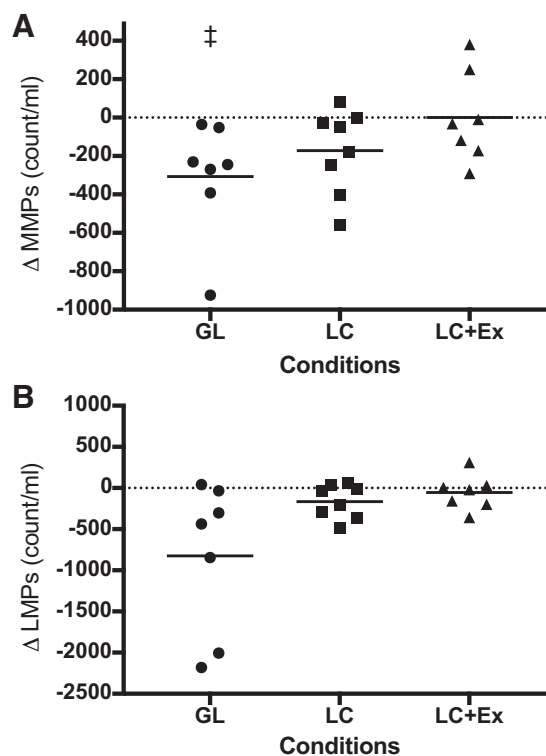 A
‡
400
200
0
-200
-400
-600
-800
-1000
Δ MMPs (count/ml)
GL LC LC+Ex
Conditions
B
1000
500
0
-500
-1000
-1500
-2000
-2500
Δ LMPs (count/ml)
GL LC LC+Ex
Conditions